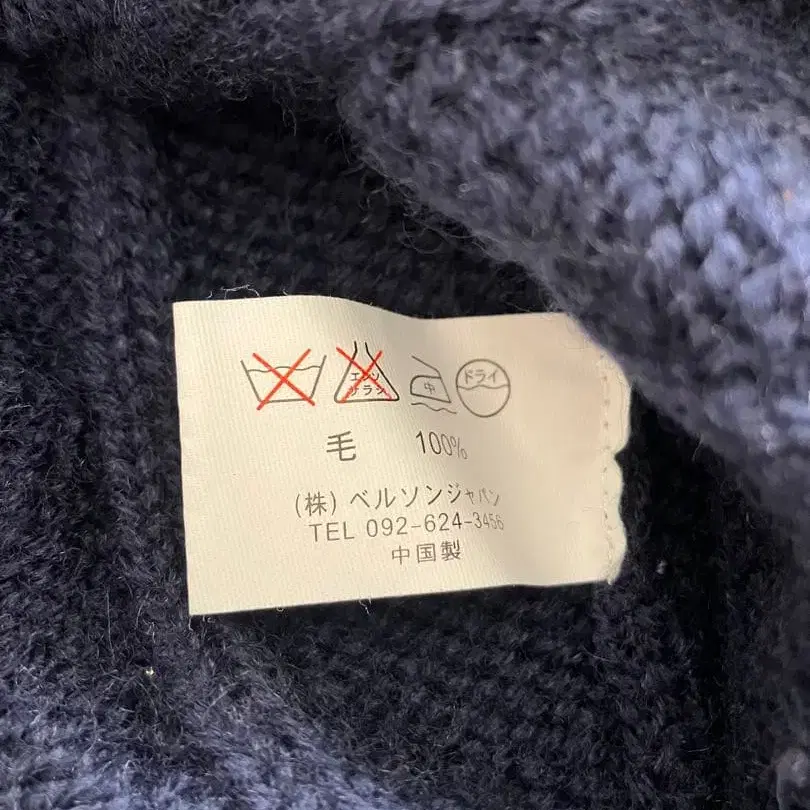 エンソ サラシ 中 ドライ
毛 100%
(株) ベルソンジャパン
TEL 092-624-3456
中国製